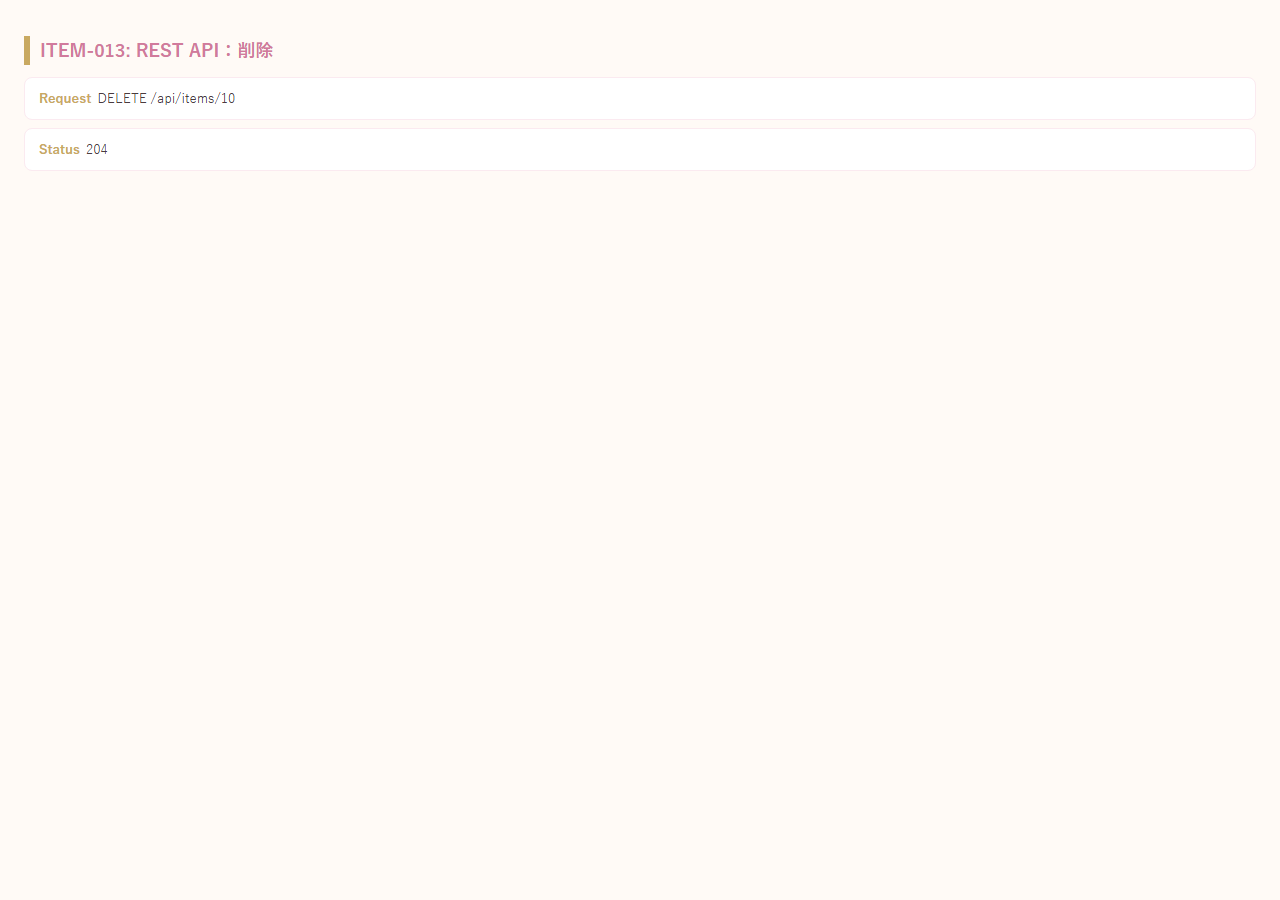 ITEM-013: REST API：削除
Request DELETE /api/items/10
Status 204